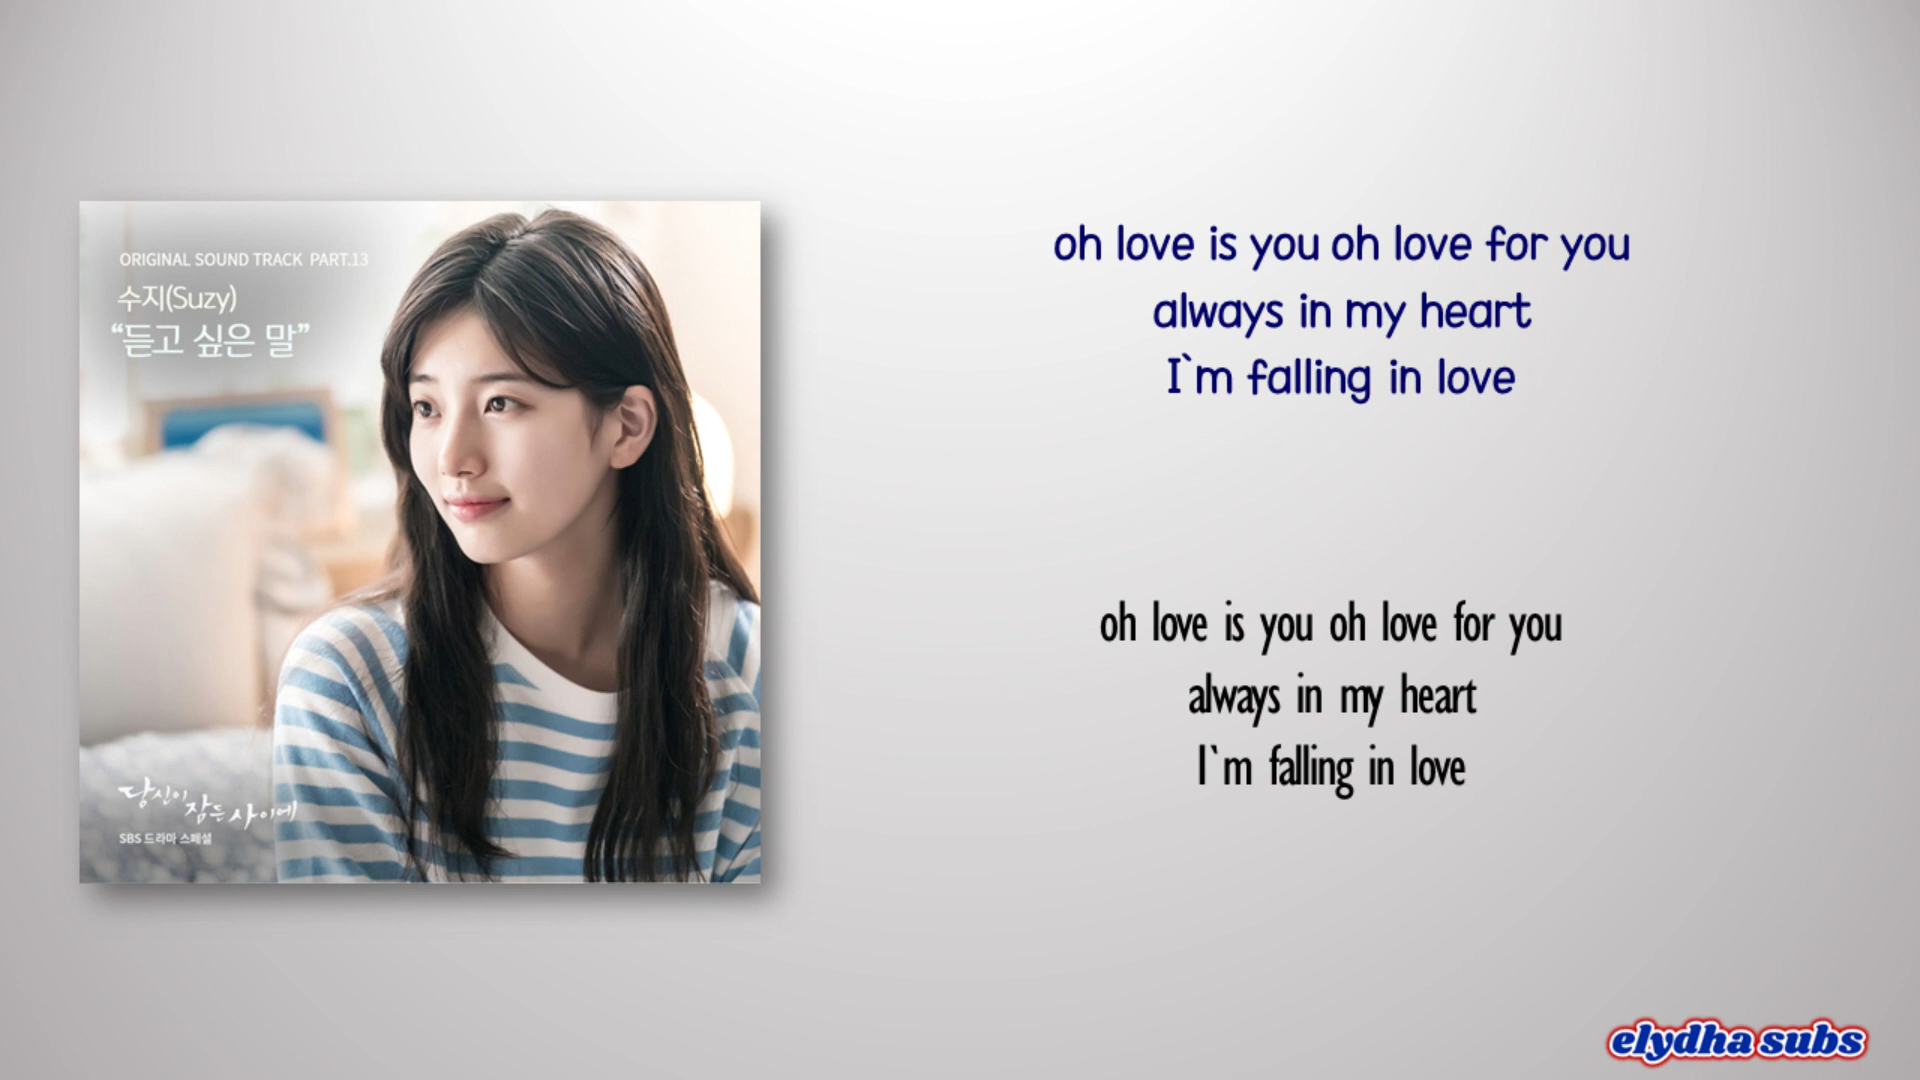 ORIGINAL SOUND TRACK PART.13
수지(Suzy)
“듣고 싶은 말”
당신이 잠든 사이에
SBS 드라마 스페셜
oh love is you oh love for you
always in my heart
I`m falling in love
oh love is you oh love for you
always in my heart
I`m falling in love
elydha subs